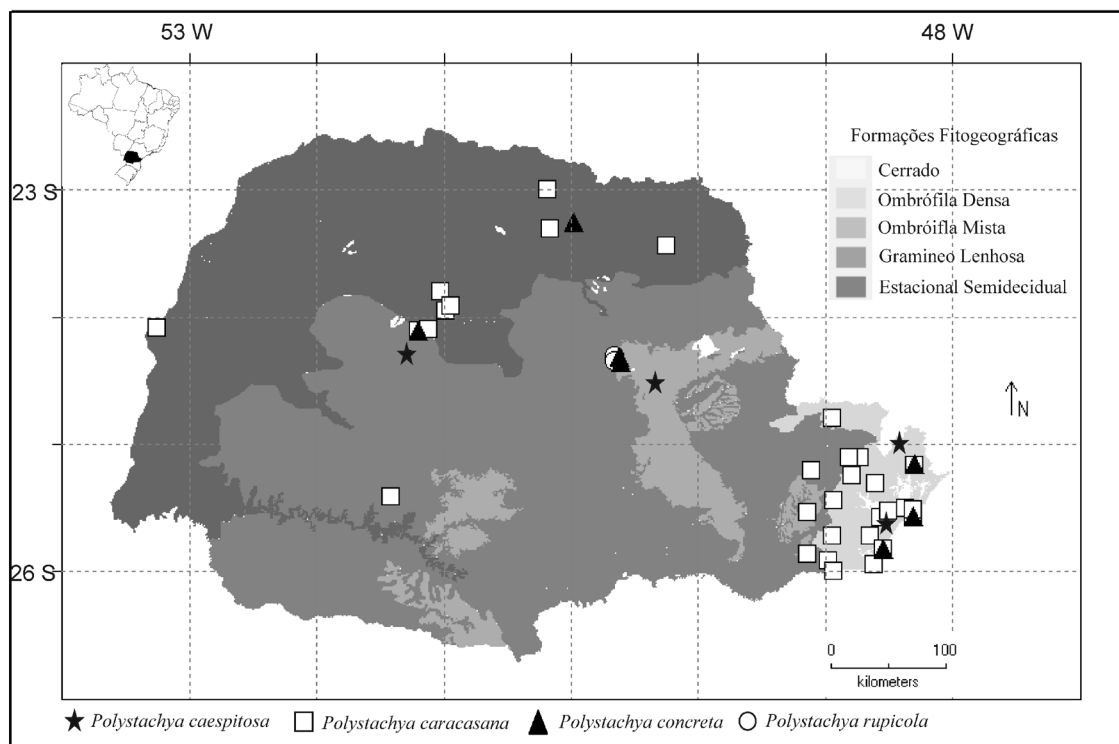 53 W 48 W
Formações Fitogeográficas
23 S
Cerrado
Ombrófila Densa
Ombróifla Mista
Gramineo Lenhosa
Estacional Semidecidual
N
26 S
0 100
kilometers
Polystachya caespitosa Polystachya caracasana Polystachya concreta Polystachya rupicola